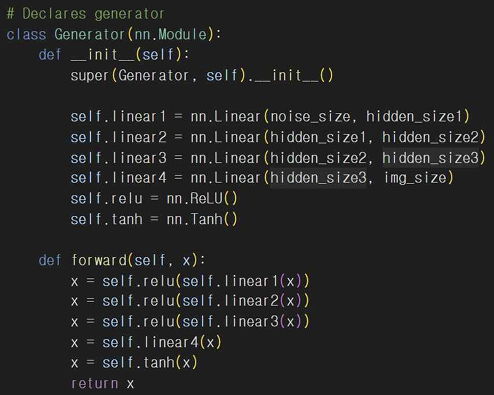 # Declares generator
class Generator(nn.Module):
    def __init__(self):
        super(Generator, self).__init__()

        self.linear1 = nn.Linear(noise_size, hidden_size1)
        self.linear2 = nn.Linear(hidden_size1, hidden_size2)
        self.linear3 = nn.Linear(hidden_size2, hidden_size3)
        self.linear4 = nn.Linear(hidden_size3, img_size)
        self.relu = nn.ReLU()
        self.tanh = nn.Tanh()

    def forward(self, x):
        x = self.relu(self.linear1(x))
        x = self.relu(self.linear2(x))
        x = self.relu(self.linear3(x))
        x = self.linear4(x)
        x = self.tanh(x)
        return x